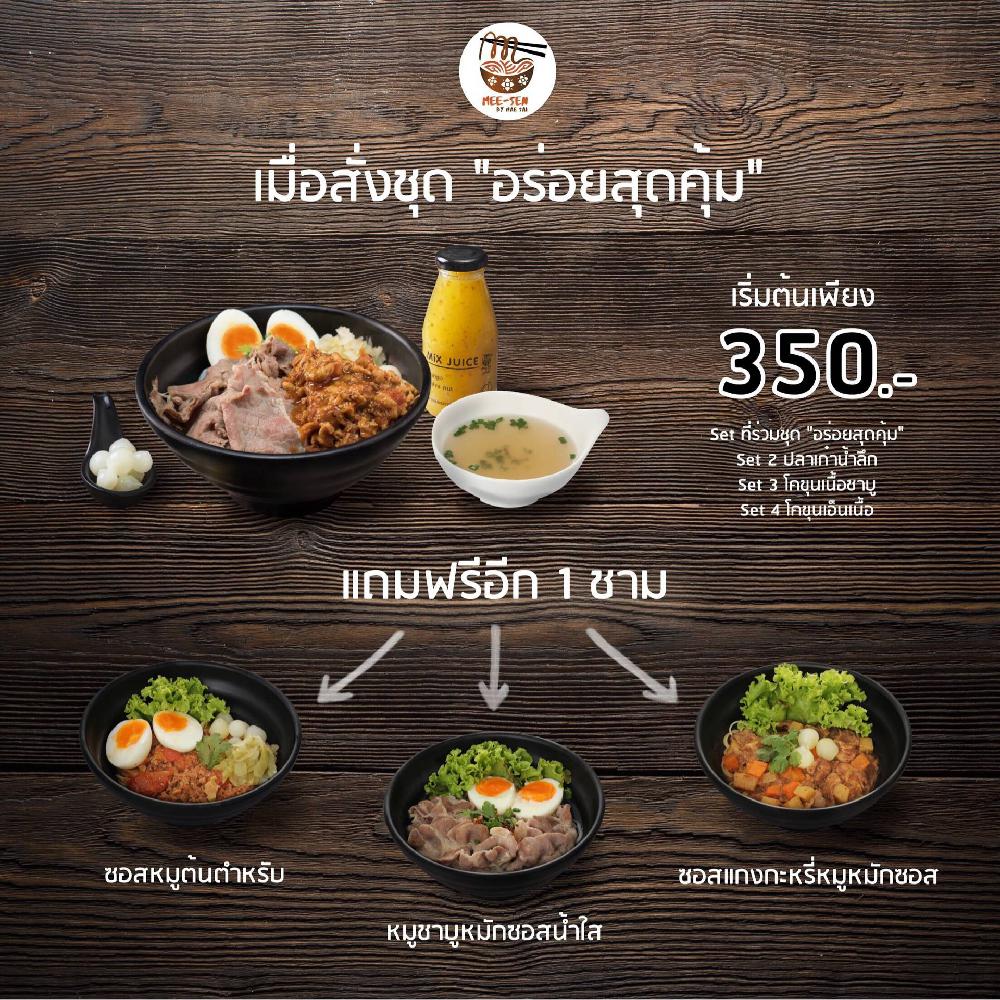 MEE-SEN
BY MAE SAI
เมื่อสั่งชุด "อร่อยสุดคุ้ม"
เริ่มต้นเพียง
350.-
MiX JUICE
Set ที่ร่วมชุด "อร่อยสุดคุ้ม"
Set 2 ปลาเก๋าน้ำลึก
Set 3 โคขุนเนื้อชาบู
Set 4 โคขุนเอ็นเนื้อ
แถมฟรีอีก 1 ชาม
ซอสหมูต้นตำหรับ
ซอสแกงกะหรี่หมูหมักซอส
หมูชาบูหมักซอสน้ำใส